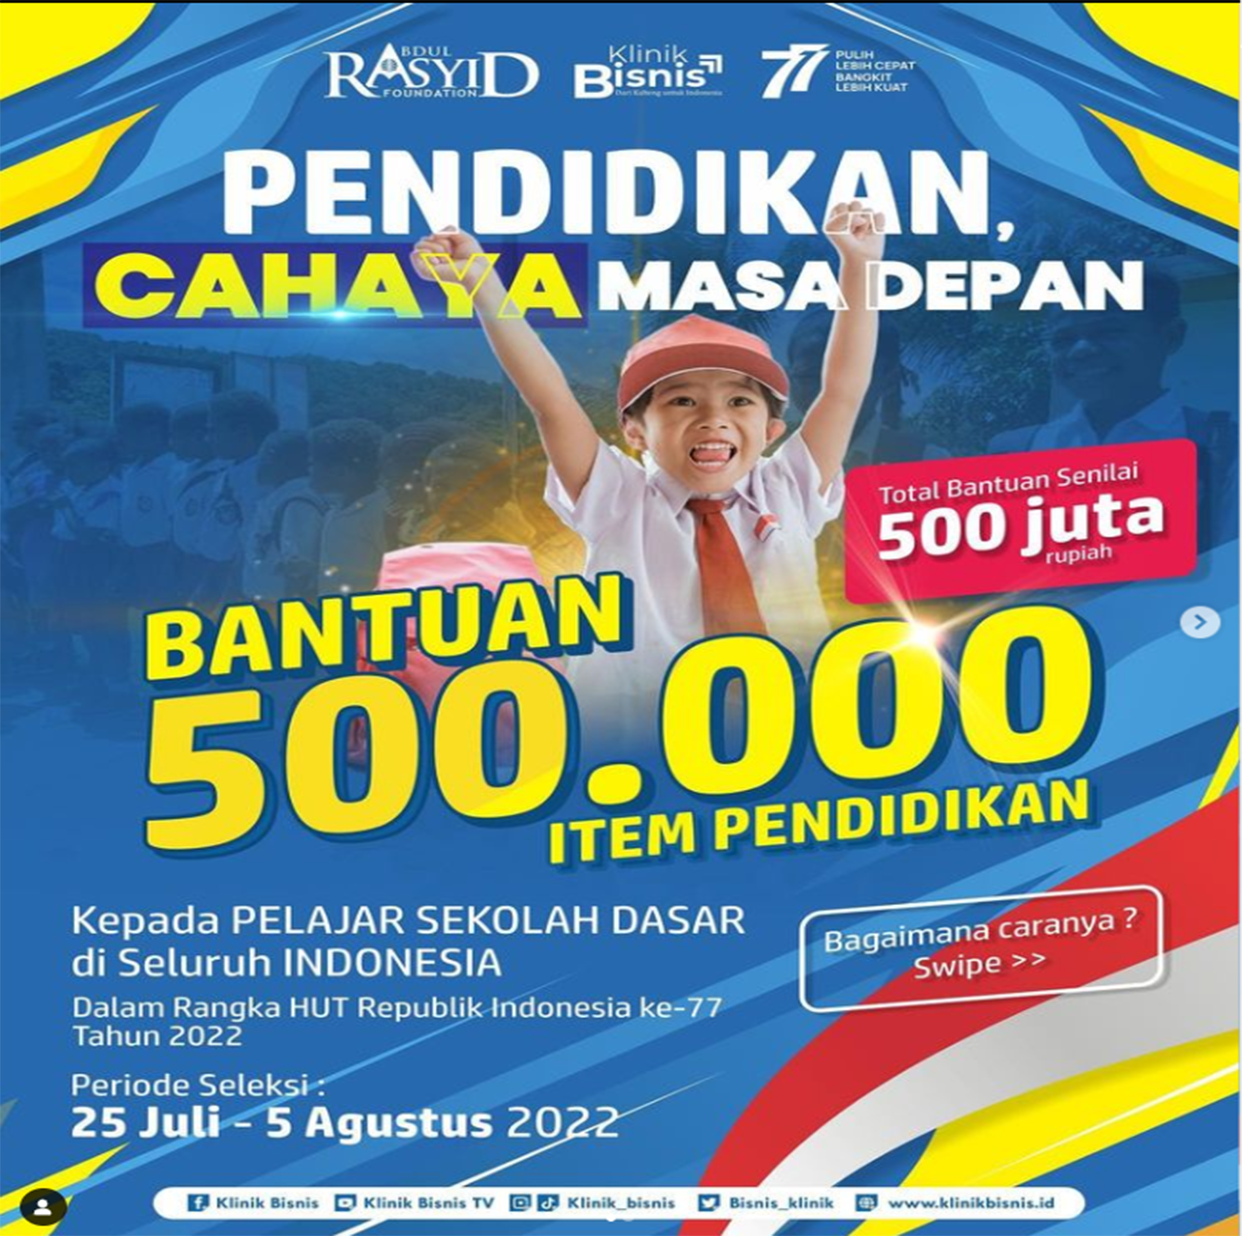 ABDUL
RASYID
FOUNDATION
Klinik
Bisnis
Dari Kalteng untuk Indonesia
77
PULIH
LEBIH CEPAT
BANGKIT
LEBIH KUAT
PENDIDIKAN,
CAHAYA MASA DEPAN
Total Bantuan Senilai
500 juta
rupiah
BANTUAN
500.000
ITEM PENDIDIKAN
Kepada PELAJAR SEKOLAH DASAR
di Seluruh INDONESIA
Dalam Rangka HUT Republik Indonesia ke-77
Tahun 2022
Periode Seleksi :
25 Juli - 5 Agustus 2022
Bagaimana caranya ?
Swipe >>
Klinik Bisnis Klinik Bisnis TV Klinik_bisnis Bisnis_klinik www.klinikbisnis.id